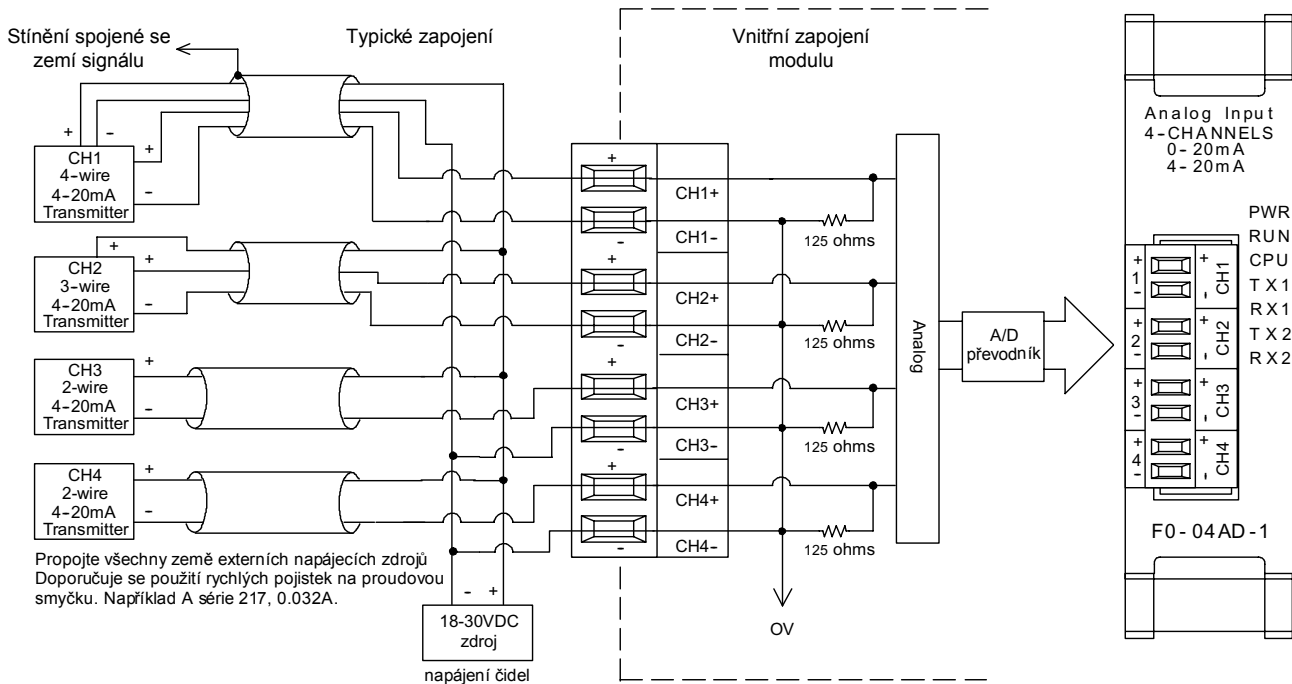 Stínění spojené se
zemí signálu
Typické zapojení
Vnitřní zapojení
modulu
+ -
CH1
4-wire
4-20mA
Transmitter
+
-
+
CH2
3-wire
4-20mA
Transmitter
+
-
CH3
2-wire
4-20mA
Transmitter
+
-
CH4
2-wire
4-20mA
Transmitter
+
-
Propojte všechny země externích napájecích zdrojů
Doporučuje se použití rychlých pojistek na proudovou
smyčku. Například A série 217, 0.032A.
- +
18-30VDC
zdroj
napájení čidel
+
CH1+
-
CH1-
125 ohms
+
CH2+
-
CH2-
125 ohms
+
CH3+
-
CH3-
125 ohms
+
CH4+
-
CH4-
125 ohms
OV
Analog
A/D
převodník
Analog Input
4-CHANNELS
0-20mA
4-20mA
PWR
RUN
CPU
TX1
RX1
TX2
RX2
+ 1 - + - CH1
+ 2 - + - CH2
+ 3 - + - CH3
+ 4 - + - CH4
F0-04AD-1